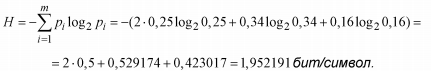 H = −∑_{i=1}^{m} p_i log₂ p_i = −(2 · 0,25 log₂ 0,25 + 0,34 log₂ 0,34 + 0,16 log₂ 0,16) =
= 2 · 0,5 + 0,529174 + 0,423017 = 1,952191 бит/символ.